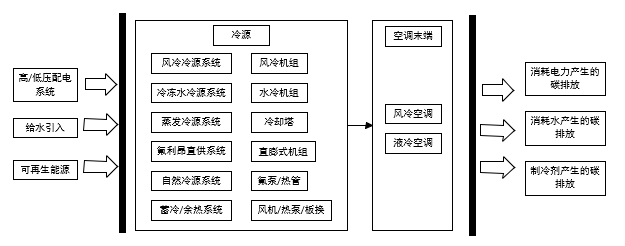 高/低压配电
系统
给水引入
可再生能源
冷源
风冷冷源系统
风冷机组
冷冻水冷源系统
水冷机组
蒸发冷源系统
冷却塔
氟利昂直供系统
直膨式机组
自然冷源系统
氟泵/热管
蓄冷/余热系统
风机/热泵/板换
空调末端
风冷空调
液冷空调
消耗电力产生的
碳排放
消耗水产生的碳
排放
制冷剂产生的碳
排放